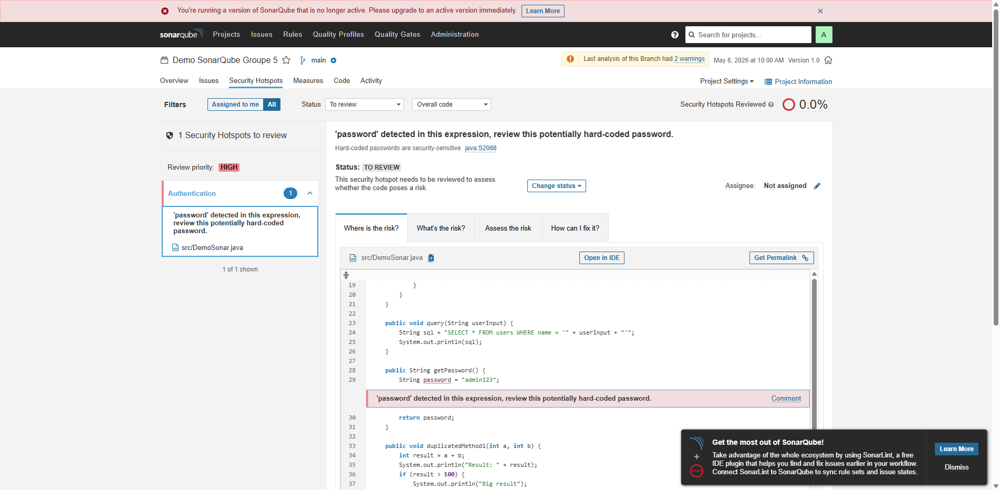 You're running a version of SonarQube that is no longer active. Please upgrade to an active version immediately. Learn More
sonarqube Projects Issues Rules Quality Profiles Quality Gates Administration Search for projects... A
Demo SonarQube Groupe 5 main Last analysis of this Branch had 2 warnings May 8, 2026 at 10:00 AM Version 1.0
Overview Issues Security Hotspots Measures Code Activity Project Settings Project Information
Filters Assigned to me All Status To review Overall code Security Hotspots Reviewed 0.0%
1 Security Hotspots to review
Review priority: HIGH
Authentication 1
'password' detected in this expression,
review this potentially hard-coded
password.
src/DemoSonar.java
1 of 1 shown
'password' detected in this expression, review this potentially hard-coded password.
Hard-coded passwords are security-sensitive java:S2068
Status: TO REVIEW
This security hotspot needs to be reviewed to assess
whether the code poses a risk.
Change status
Assignee: Not assigned
Where is the risk? What's the risk? Assess the risk How can I fix it?
src/DemoSonar.java Open in IDE Get Permalink
19 }
20 }
21 }
22
23 public void query(String userInput) {
24 String sql = "SELECT * FROM users WHERE name = '" + userInput + "'";
25 System.out.println(sql);
26 }
27
28 public String getPassword() {
29 String password = "admin123";
'password' detected in this expression, review this potentially hard-coded password. Comment
30 return password;
31 }
32
33 public void duplicatedMethod1(int a, int b) {
34 int result = a + b;
35 System.out.println("Result: " + result);
36 if (result > 100) {
37 System.out.println("Big result");
Get the most out of SonarQube!
Take advantage of the whole ecosystem by using SonarLint, a free
IDE plugin that helps you find and fix issues earlier in your workflow.
Connect SonarLint to SonarQube to sync rule sets and issue states.
Learn More
Dismiss